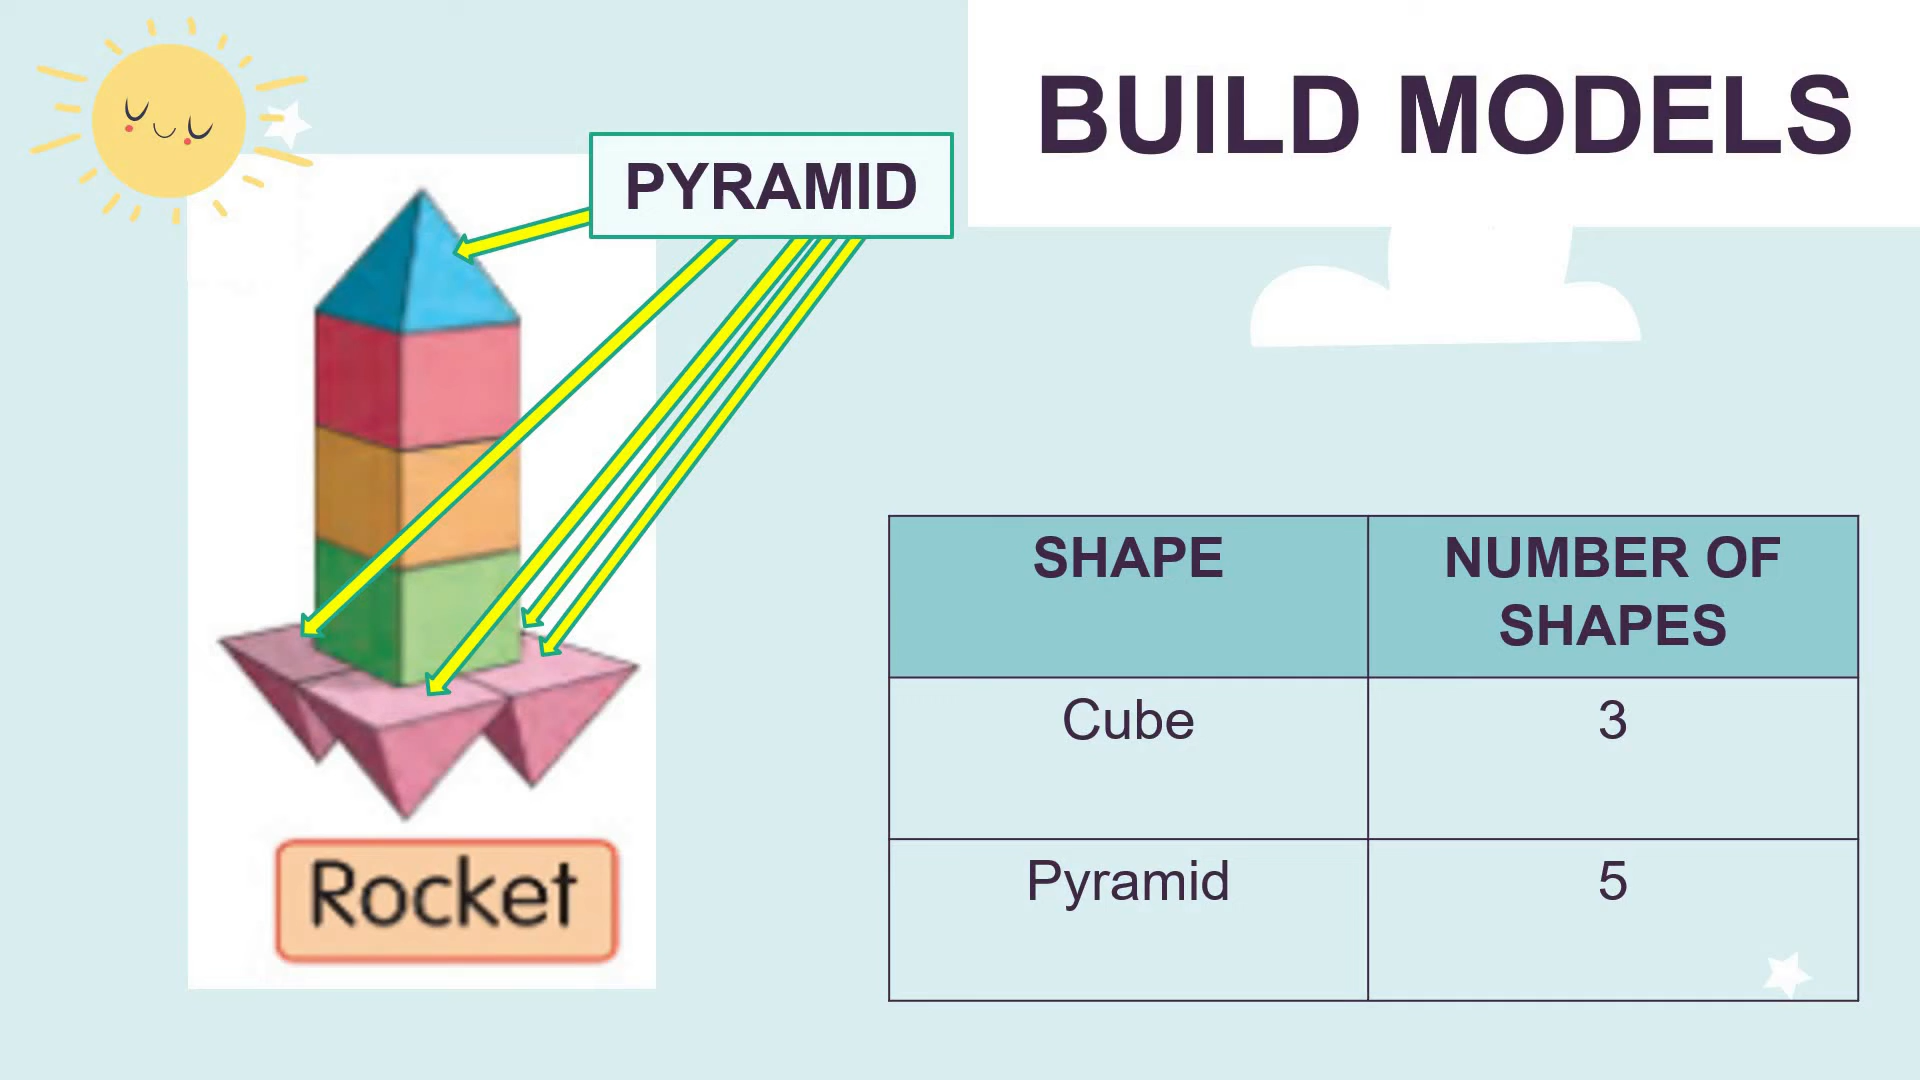 BUILD MODELS
PYRAMID
Rocket
SHAPE
NUMBER OF
SHAPES
Cube
3
Pyramid
5